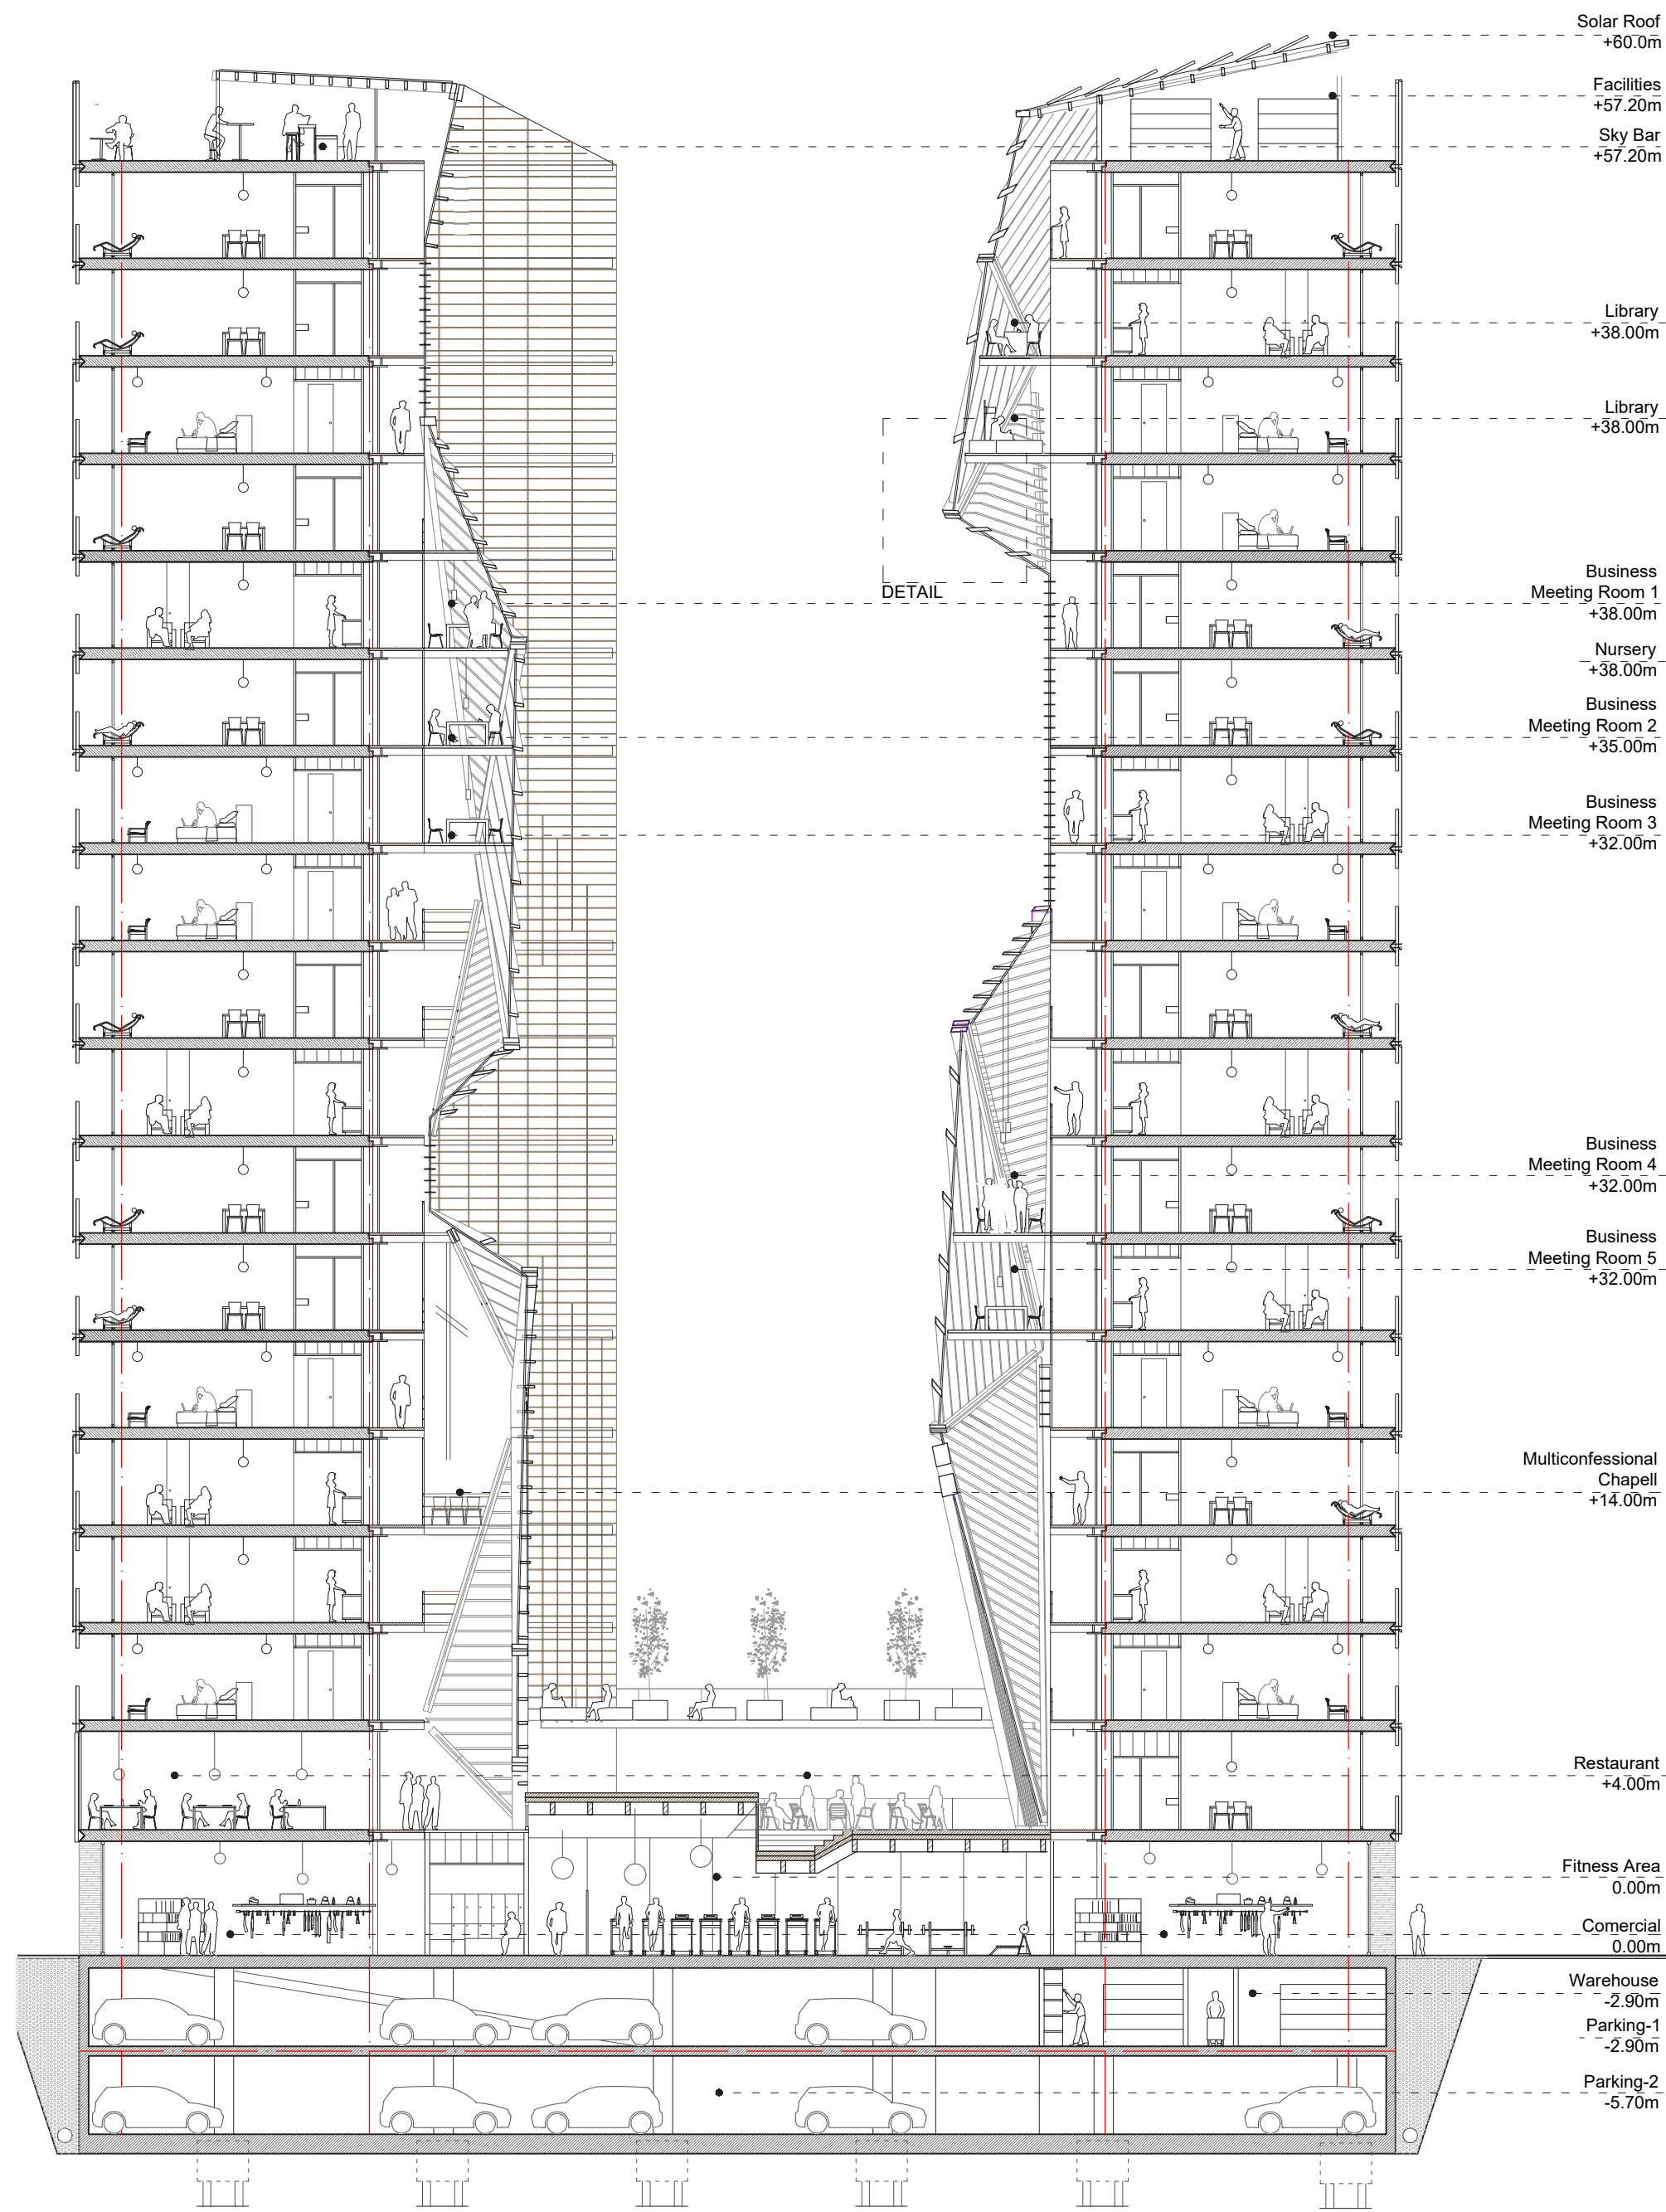 Solar Roof
+60.0m
Facilities
+57.20m
Sky Bar
+57.20m
Library
+38.00m
Library
+38.00m
DETAIL
Business
Meeting Room 1
+38.00m
Nursery
+38.00m
Business
Meeting Room 2
+35.00m
Business
Meeting Room 3
+32.00m
Business
Meeting Room 4
+32.00m
Business
Meeting Room 5
+32.00m
Multiconfessional
Chapell
+14.00m
Restaurant
+4.00m
Fitness Area
0.00m
Comercial
0.00m
Warehouse
-2.90m
Parking-1
-2.90m
Parking-2
-5.70m